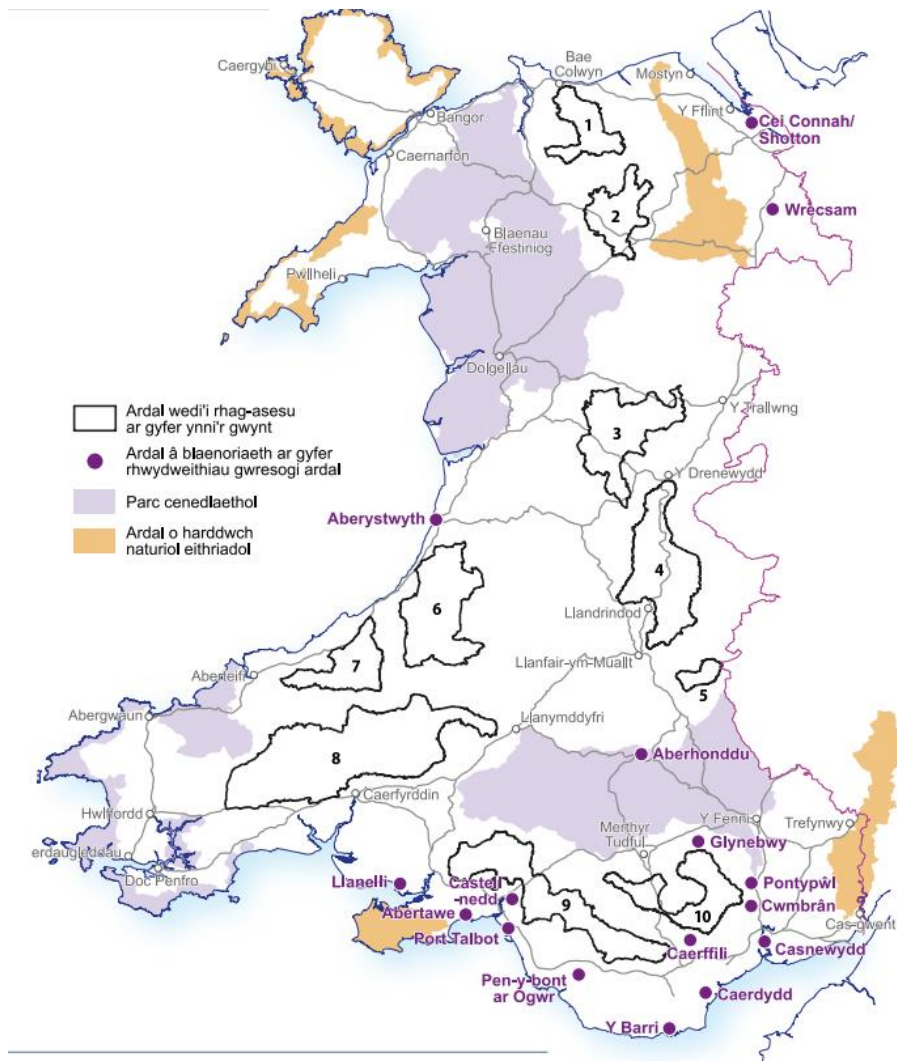 Bae
Colwyn
Mostyn
Caergybi
Y Fflint
Cei Connah/
Shotton
Bangor
1
Caernarfon
Wrecsam
2
Blaenau
Ffestiniog
Pwllheli
Dolgellau
Ardal wedi'i rhag-asesu
ar gyfer ynni'r gwynt
Ardal â blaenoriaeth ar gyfer
rhwydweithiau gwresogi ardal
Parc cenedlaethol
Ardal o harddwch
naturiol eithriadol
Y Trallwng
3
Y Drenewydd
Aberystwyth
4
6
Llandrindod
7
Llanfair-ym-Muallt
Aberteifi
5
Abergwaun
Llanymddyfri
Aberhonddu
8
Caerfyrddin
Hwlffordd
Y Fenni
Trefynwy
erdaugleddau
Merthyr
Tudful
Glynebwy
Doc Penfro
Llanelli
Castell
-nedd
Pontypŵl
Cwmbrân
9
10
Abertawe
Cas-gwent
Port Talbot
Caerffili
Casnewydd
Pen-y-bont
ar Ogwr
Caerdydd
Y Barri